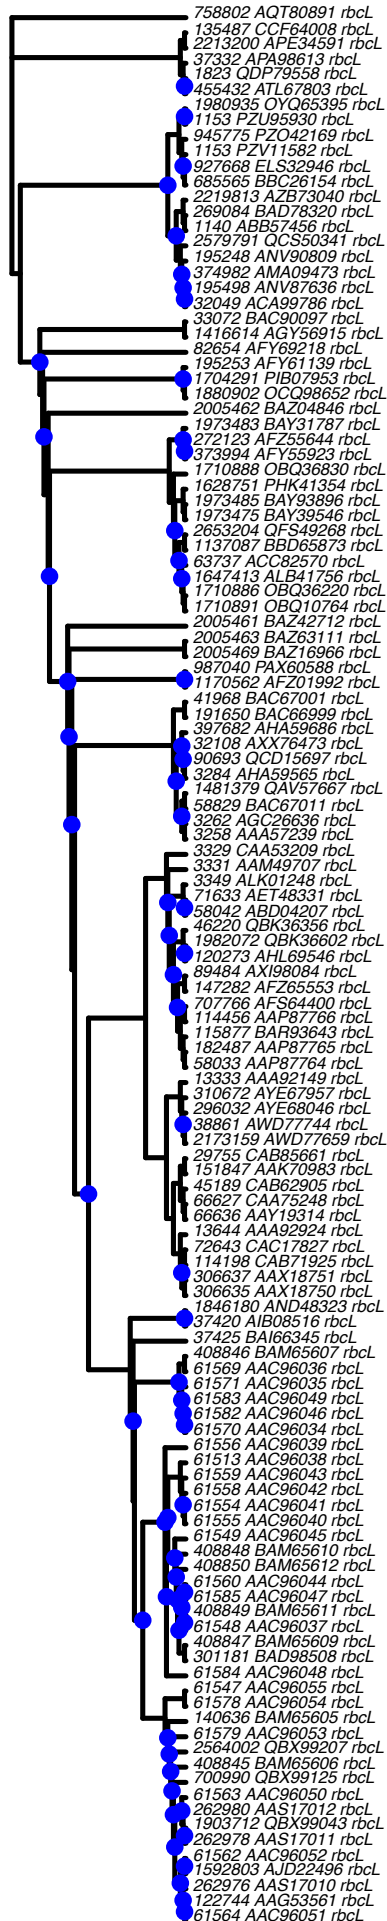 758802 AQT80891 rbcL
135487 CCF64008 rbcL
2213200 APE34591 rbcL
37332 APA98613 rbcL
1823 QDP79558 rbcL
455432 ATL67803 rbcL
1980935 OYQ65395 rbcL
1153 PZU95930 rbcL
945775 PZO42169 rbcL
1153 PZV11582 rbcL
927668 ELS32946 rbcL
685565 BBC26154 rbcL
2219813 AZB73040 rbcL
269084 BAD78320 rbcL
1140 ABB57456 rbcL
2579791 QCS50341 rbcL
195248 ANV90809 rbcL
374982 AMA09473 rbcL
195498 ANV87636 rbcL
32049 ACA99786 rbcL
33072 BAC90097 rbcL
1416614 AGY56915 rbcL
82654 AFY69218 rbcL
195253 AFY61139 rbcL
1704291 PIB07953 rbcL
1880902 OCQ98652 rbcL
2005462 BAZ04846 rbcL
1973483 BAY31787 rbcL
272123 AFZ55644 rbcL
373994 AFY55923 rbcL
1710888 OBQ36830 rbcL
1628751 PHK41354 rbcL
1973485 BAY93896 rbcL
1973475 BAY39546 rbcL
2653204 QFS49268 rbcL
1137087 BBD65873 rbcL
63737 ACC82570 rbcL
1647413 ALB41756 rbcL
1710886 OBQ36220 rbcL
1710891 OBQ10764 rbcL
2005461 BAZ42712 rbcL
2005463 BAZ63111 rbcL
2005469 BAZ16966 rbcL
987040 PAX60588 rbcL
1170562 AFZ01992 rbcL
41968 BAC67001 rbcL
191650 BAC66999 rbcL
397682 AHA59686 rbcL
32108 AXX76473 rbcL
90693 QCD15697 rbcL
3284 AHA59565 rbcL
1481379 QAV57667 rbcL
58829 BAC67011 rbcL
3262 AGC26636 rbcL
3258 AAA57239 rbcL
3329 CAA53209 rbcL
3331 AAM49707 rbcL
3349 ALK01248 rbcL
71633 AET48331 rbcL
58042 ABD04207 rbcL
46220 QBK36356 rbcL
1982072 QBK36602 rbcL
120273 AHL69546 rbcL
89484 AXI98084 rbcL
147282 AFZ65553 rbcL
707766 AFS64400 rbcL
114456 AAP87766 rbcL
115877 BAR93643 rbcL
182487 AAP87765 rbcL
58033 AAP87764 rbcL
13333 AAA92149 rbcL
310672 AYE67957 rbcL
296032 AYE68046 rbcL
38861 AWD77744 rbcL
2173159 AWD77659 rbcL
29755 CAB85661 rbcL
151847 AAK70983 rbcL
45189 CAB62905 rbcL
66627 CAA75248 rbcL
66636 AAY19314 rbcL
13644 AAA92924 rbcL
72643 CAC17827 rbcL
114198 CAB71925 rbcL
306637 AAX18751 rbcL
306635 AAX18750 rbcL
1846180 AND48323 rbcL
37420 AIB08516 rbcL
37425 BAI66345 rbcL
408846 BAM65607 rbcL
61569 AAC96036 rbcL
61571 AAC96035 rbcL
61583 AAC96049 rbcL
61582 AAC96046 rbcL
61570 AAC96034 rbcL
61556 AAC96039 rbcL
61513 AAC96038 rbcL
61559 AAC96043 rbcL
61558 AAC96042 rbcL
61554 AAC96041 rbcL
61555 AAC96040 rbcL
61549 AAC96045 rbcL
408848 BAM65610 rbcL
408850 BAM65612 rbcL
61560 AAC96044 rbcL
61585 AAC96047 rbcL
408849 BAM65611 rbcL
61548 AAC96037 rbcL
408847 BAM65609 rbcL
301181 BAD98508 rbcL
61584 AAC96048 rbcL
61547 AAC96055 rbcL
61578 AAC96054 rbcL
140636 BAM65605 rbcL
61579 AAC96053 rbcL
2564002 QBX99207 rbcL
408845 BAM65606 rbcL
700990 QBX99125 rbcL
61563 AAC96050 rbcL
262980 AAS17012 rbcL
1903712 QBX99043 rbcL
262978 AAS17011 rbcL
61562 AAC96052 rbcL
1592803 AJD22496 rbcL
262976 AAS17010 rbcL
122744 AAG53561 rbcL
61564 AAC96051 rbcL